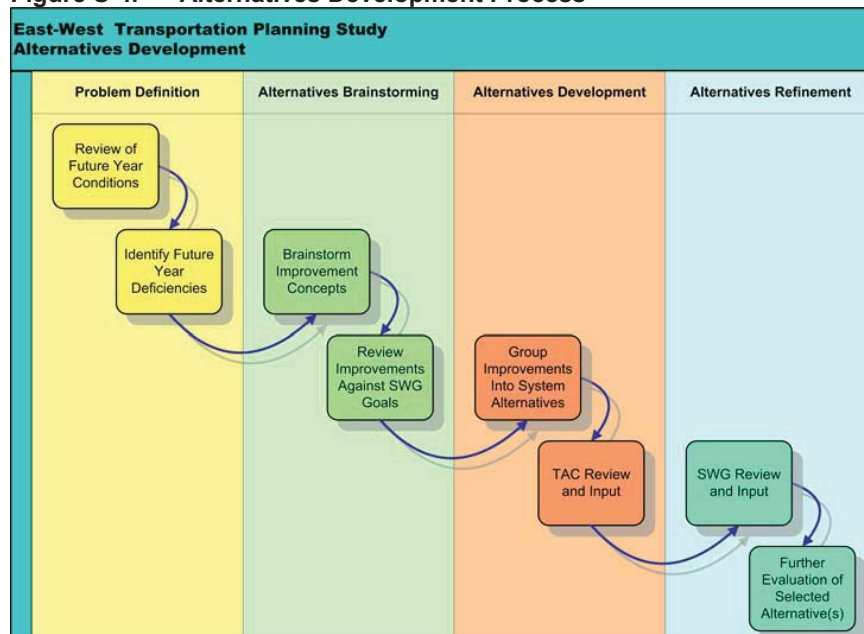 Figure S-4. Alternatives Development Process
East-West Transportation Planning Study
Alternatives Development
Problem Definition
Alternatives Brainstorming
Alternatives Development
Alternatives Refinement
Review of
Future Year
Conditions
Identify Future
Year
Deficiencies
Brainstorm
Improvement
Concepts
Review
Improvements
Against SWG
Goals
Group
Improvements
Into System
Alternatives
TAC Review
and Input
SWG Review
and Input
Further
Evaluation of
Selected
Alternative(s)